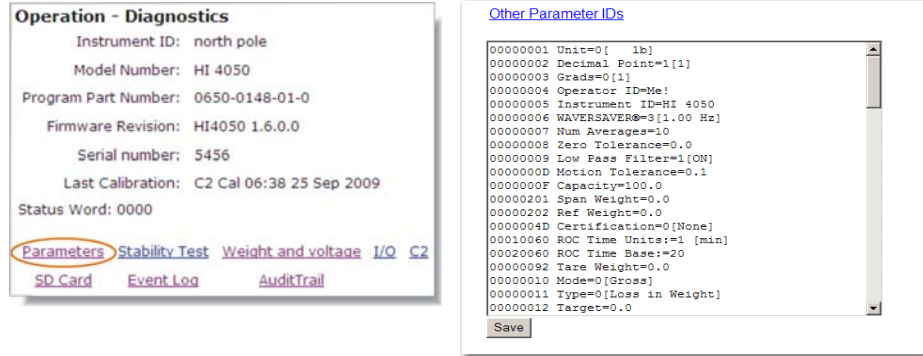 Operation - Diagnostics
Instrument ID: north pole
Model Number: HI 4050
Program Part Number: 0650-0148-01-0
Firmware Revision: HI4050 1.6.0.0
Serial number: 5456
Last Calibration: C2 Cal 06:38 25 Sep 2009
Status Word: 0000
Parameters Stability Test Weight and voltage I/O C2
SD Card Event Log AuditTrail
Other Parameter IDs
00000001 Unit=0[   lb]
00000002 Decimal Point=1[1]
00000003 Grads=0[1]
00000004 Operator ID=Me!
00000005 Instrument ID=HI 4050
00000006 WAVERSAVER®=3[1.00 Hz]
00000007 Num Averages=10
00000008 Zero Tolerance=0.0
00000009 Low Pass Filter=1[ON]
0000000D Motion Tolerance=0.1
0000000F Capacity=100.0
00000201 Span Weight=0.0
00000202 Ref Weight=0.0
0000004D Certification=0[None]
00010060 ROC Time Units:=1 [min]
00020060 ROC Time Base:=20
00000092 Tare Weight=0.0
00000010 Mode=0[Gross]
00000011 Type=0[Loss in Weight]
00000012 Target=0.0
Save